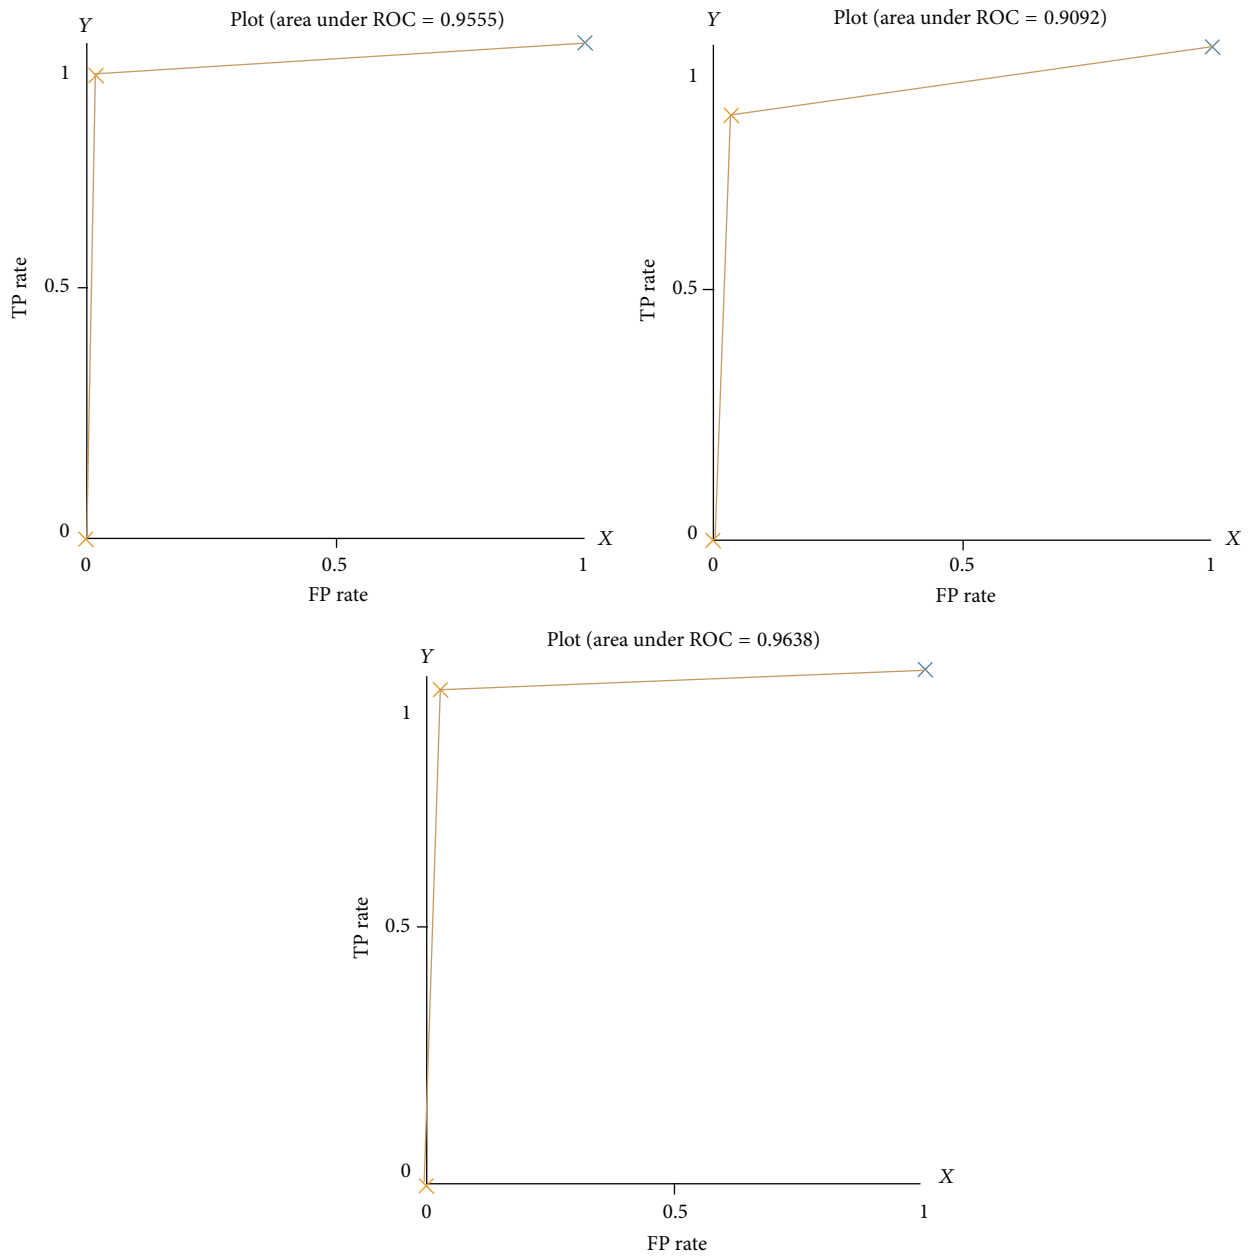 Plot (area under ROC = 0.9555)
Y
1
TP rate
0.5
0
X
0 0.5 1
FP rate
Plot (area under ROC = 0.9092)
Y
1
TP rate
0.5
0
X
0 0.5 1
FP rate
Plot (area under ROC = 0.9638)
Y
1
TP rate
0.5
0
X
0 0.5 1
FP rate